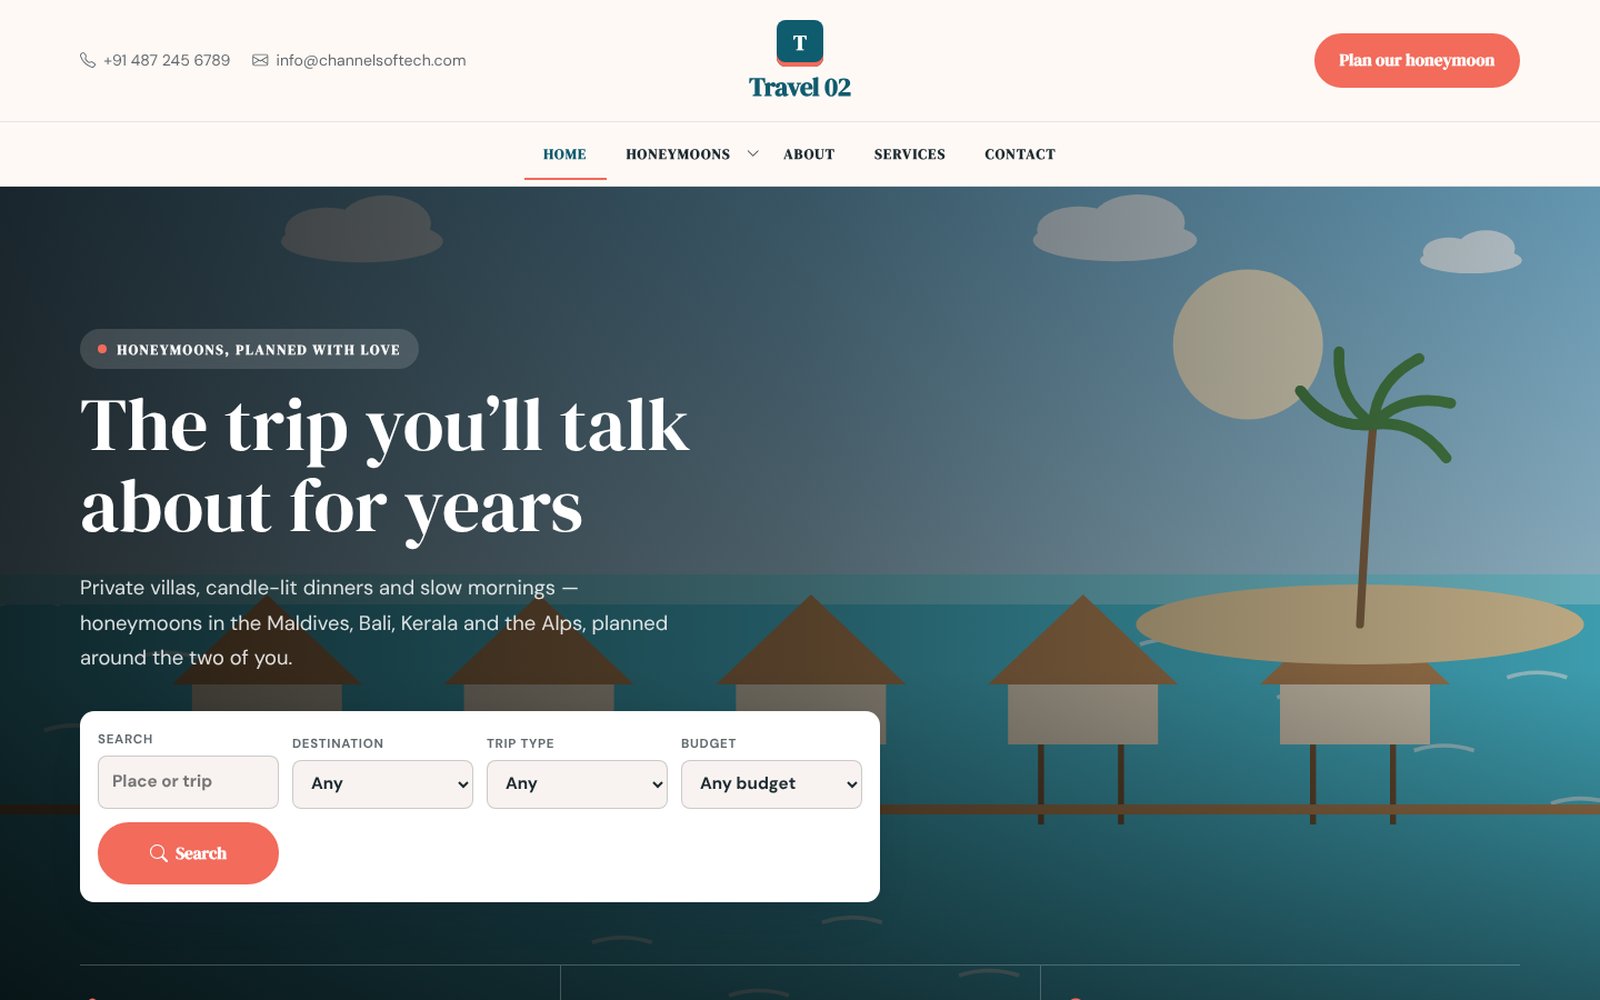 +91 487 245 6789
info@channelsoftech.com
T
Travel 02
Plan our honeymoon
HOME
HONEYMOONS
ABOUT
SERVICES
CONTACT
HONEYMOONS, PLANNED WITH LOVE
The trip you’ll talk
about for years
Private villas, candle-lit dinners and slow mornings —
honeymoons in the Maldives, Bali, Kerala and the Alps, planned
around the two of you.
SEARCH
DESTINATION
TRIP TYPE
BUDGET
Place or trip
Any
Any
Any budget
Search